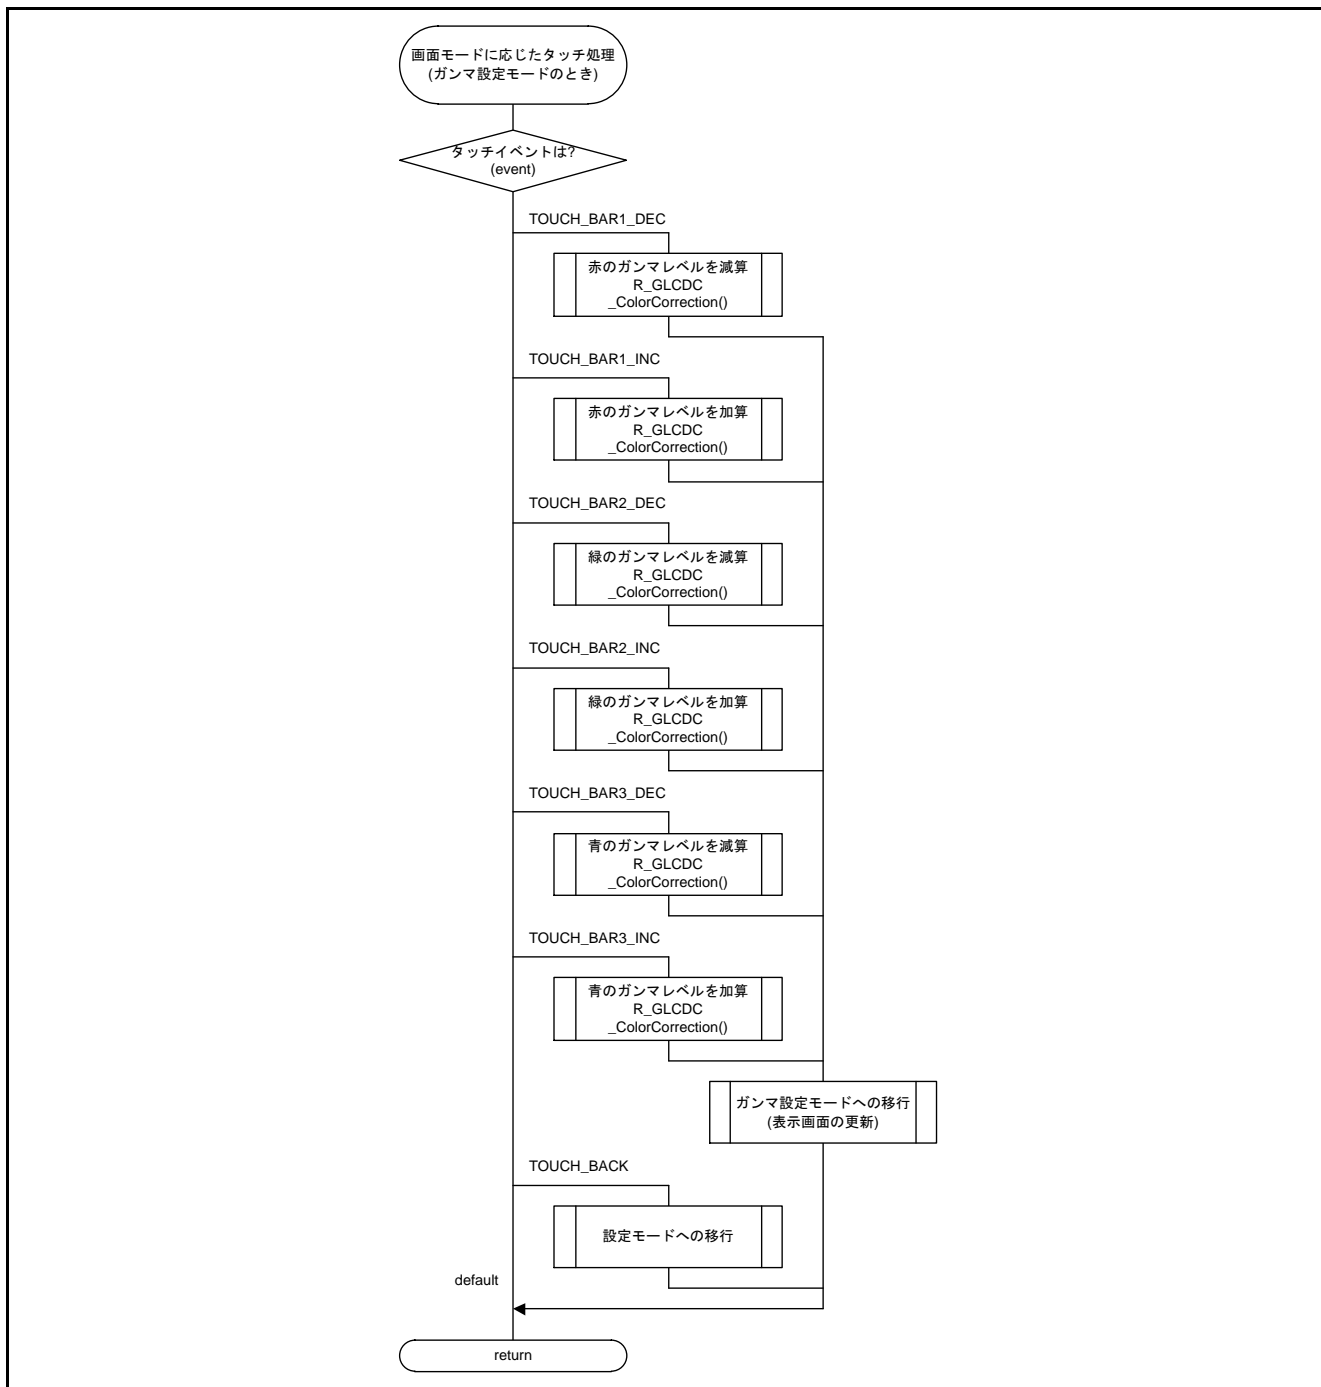 画面モードに応じたタッチ処理
(ガンマ設定モードのとき)
タッチイベントは?
(event)
TOUCH_BAR1_DEC
赤のガンマレベルを減算
R_GLCDC
_ColorCorrection()
TOUCH_BAR1_INC
赤のガンマレベルを加算
R_GLCDC
_ColorCorrection()
TOUCH_BAR2_DEC
緑のガンマレベルを減算
R_GLCDC
_ColorCorrection()
TOUCH_BAR2_INC
緑のガンマレベルを加算
R_GLCDC
_ColorCorrection()
TOUCH_BAR3_DEC
青のガンマレベルを減算
R_GLCDC
_ColorCorrection()
TOUCH_BAR3_INC
青のガンマレベルを加算
R_GLCDC
_ColorCorrection()
ガンマ設定モードへの移行
(表示画面の更新)
TOUCH_BACK
設定モードへの移行
default
return